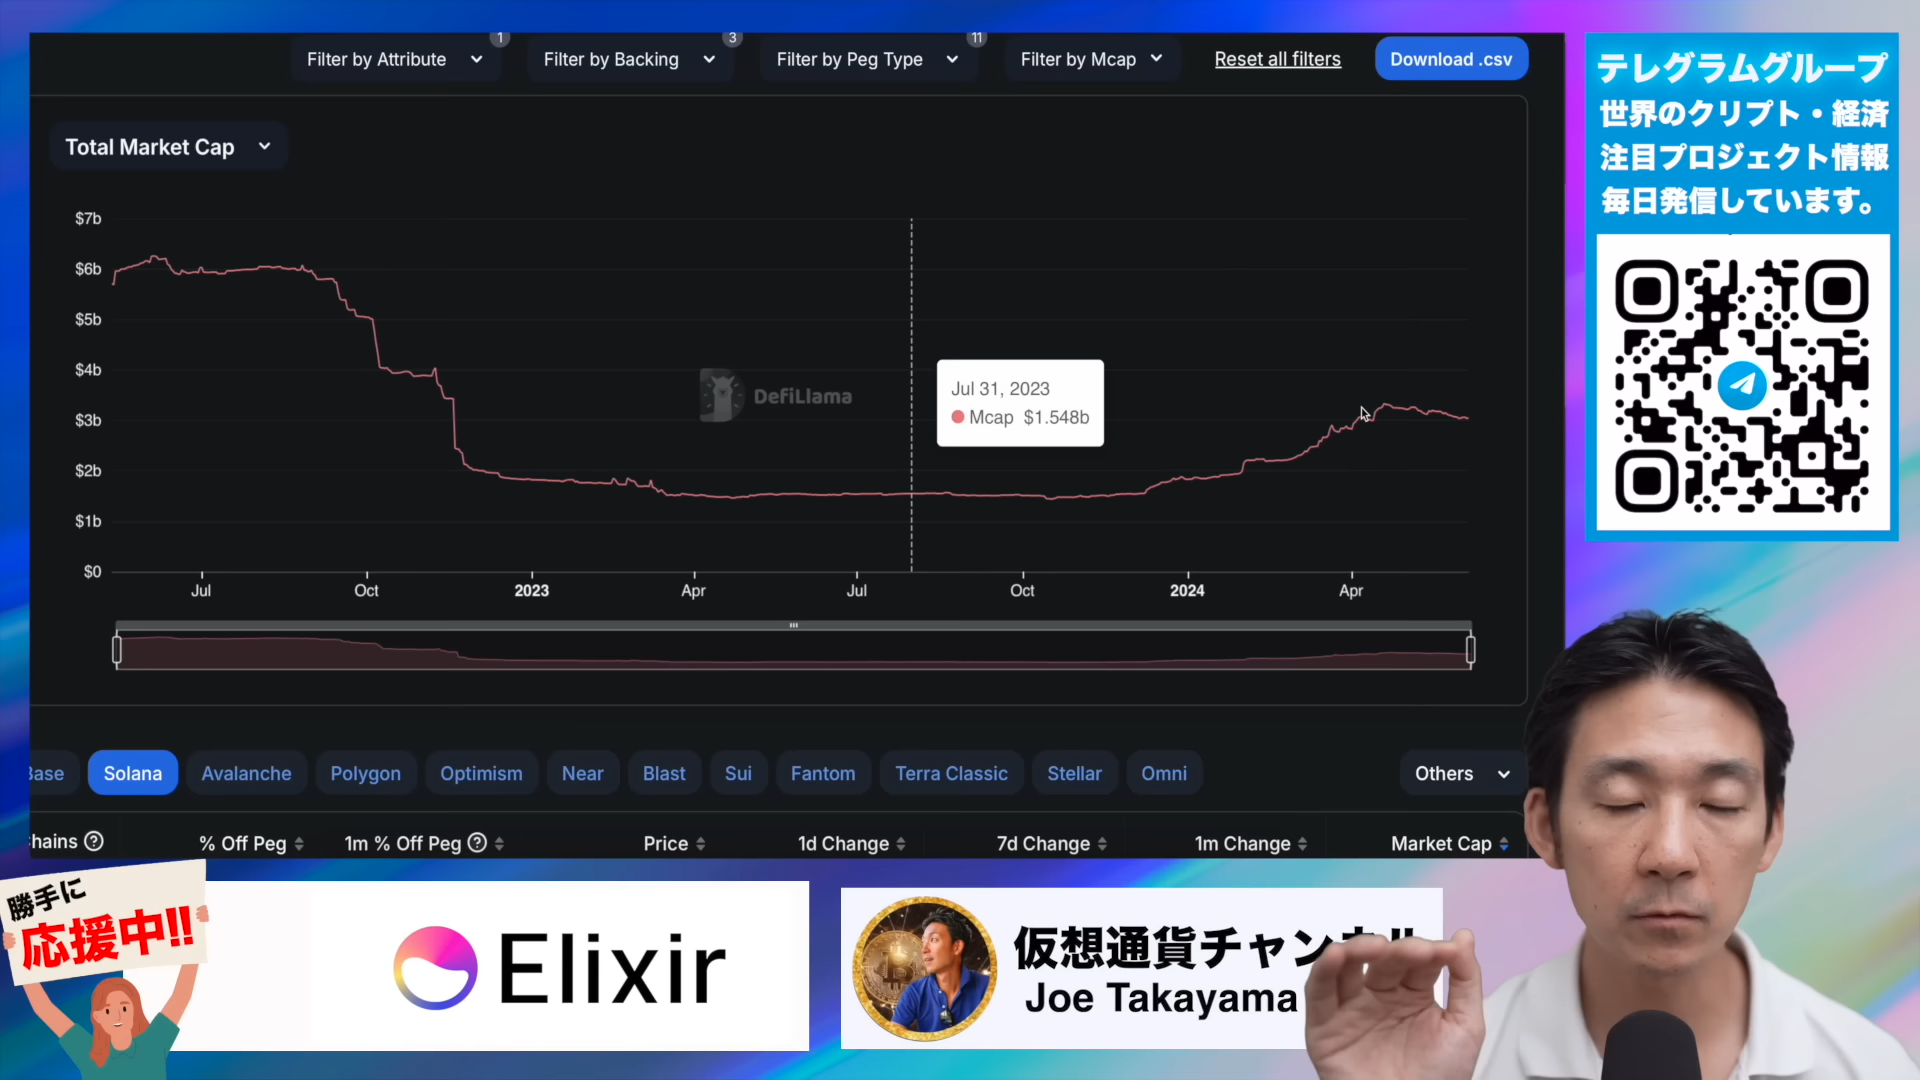 1
3
11
Filter by Attribute
Filter by Backing
Filter by Peg Type
Filter by Mcap
Reset all filters
Download .csv
Total Market Cap
$7b
$6b
$5b
$4b
$3b
$2b
$1b
$0
DefiLlama
Jul 31, 2023
Mcap $1.548b
Jul
Oct
2023
Apr
Jul
Oct
2024
Apr
Base
Solana
Avalanche
Polygon
Optimism
Near
Blast
Sui
Fantom
Terra Classic
Stellar
Omni
Others
hains
% Off Peg
1m % Off Peg
Price
1d Change
7d Change
1m Change
Market Cap
テレグラムグループ
世界のクリプト・経済
注目プロジェクト情報
毎日発信しています。
勝手に
応援中!!
Elixir
仮想通貨チャンネル
Joe Takayama